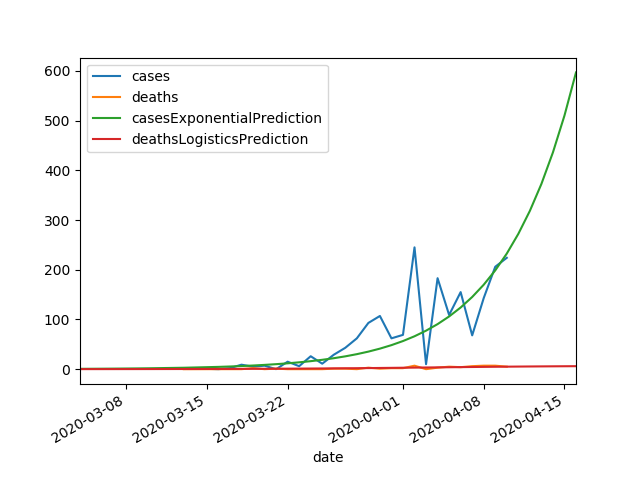 600
500
400
300
200
100
0
cases
deaths
casesExponentialPrediction
deathsLogisticsPrediction
2020-03-08
2020-03-15
2020-03-22
2020-04-01
2020-04-08
2020-04-15
date